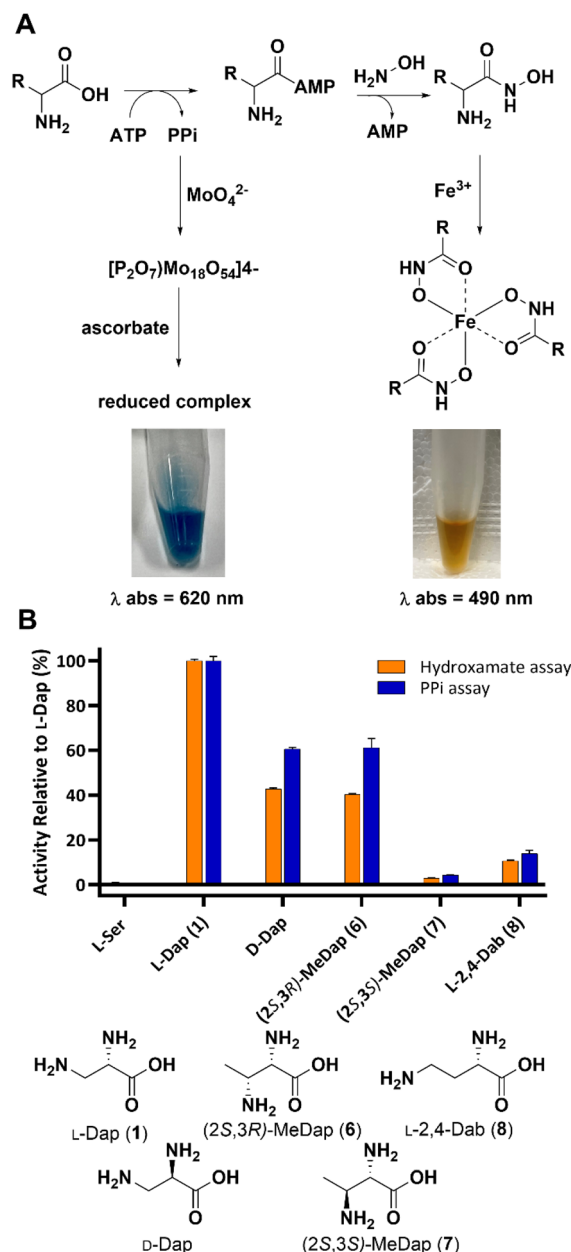 A
R
O
OH
NH2
ATP
PPi
R
O
AMP
NH2
H2N
OH
AMP
R
O
N
H
OH
NH2
MoO4 2-
Fe3+
[P2O7)Mo18O54]4-
ascorbate
reduced complex
R
HN
O
O
Fe
O
NH
O
R
O
O
R
N
H
λ abs = 620 nm
λ abs = 490 nm
B
Activity Relative to L-Dap (%)
100
80
60
40
20
0
Hydroxamate assay
PPi assay
L-Ser
L-Dap (1)
D-Dap
(2S,3R)-MeDap (6)
(2S,3S)-MeDap (7)
L-2,4-Dab (8)
NH2
H2N
OH
O
L-Dap (1)
NH2
OH
NH2
O
(2S,3R)-MeDap (6)
NH2
H2N
OH
O
L-2,4-Dab (8)
NH2
H2N
OH
O
D-Dap
NH2
OH
NH2
O
(2S,3S)-MeDap (7)